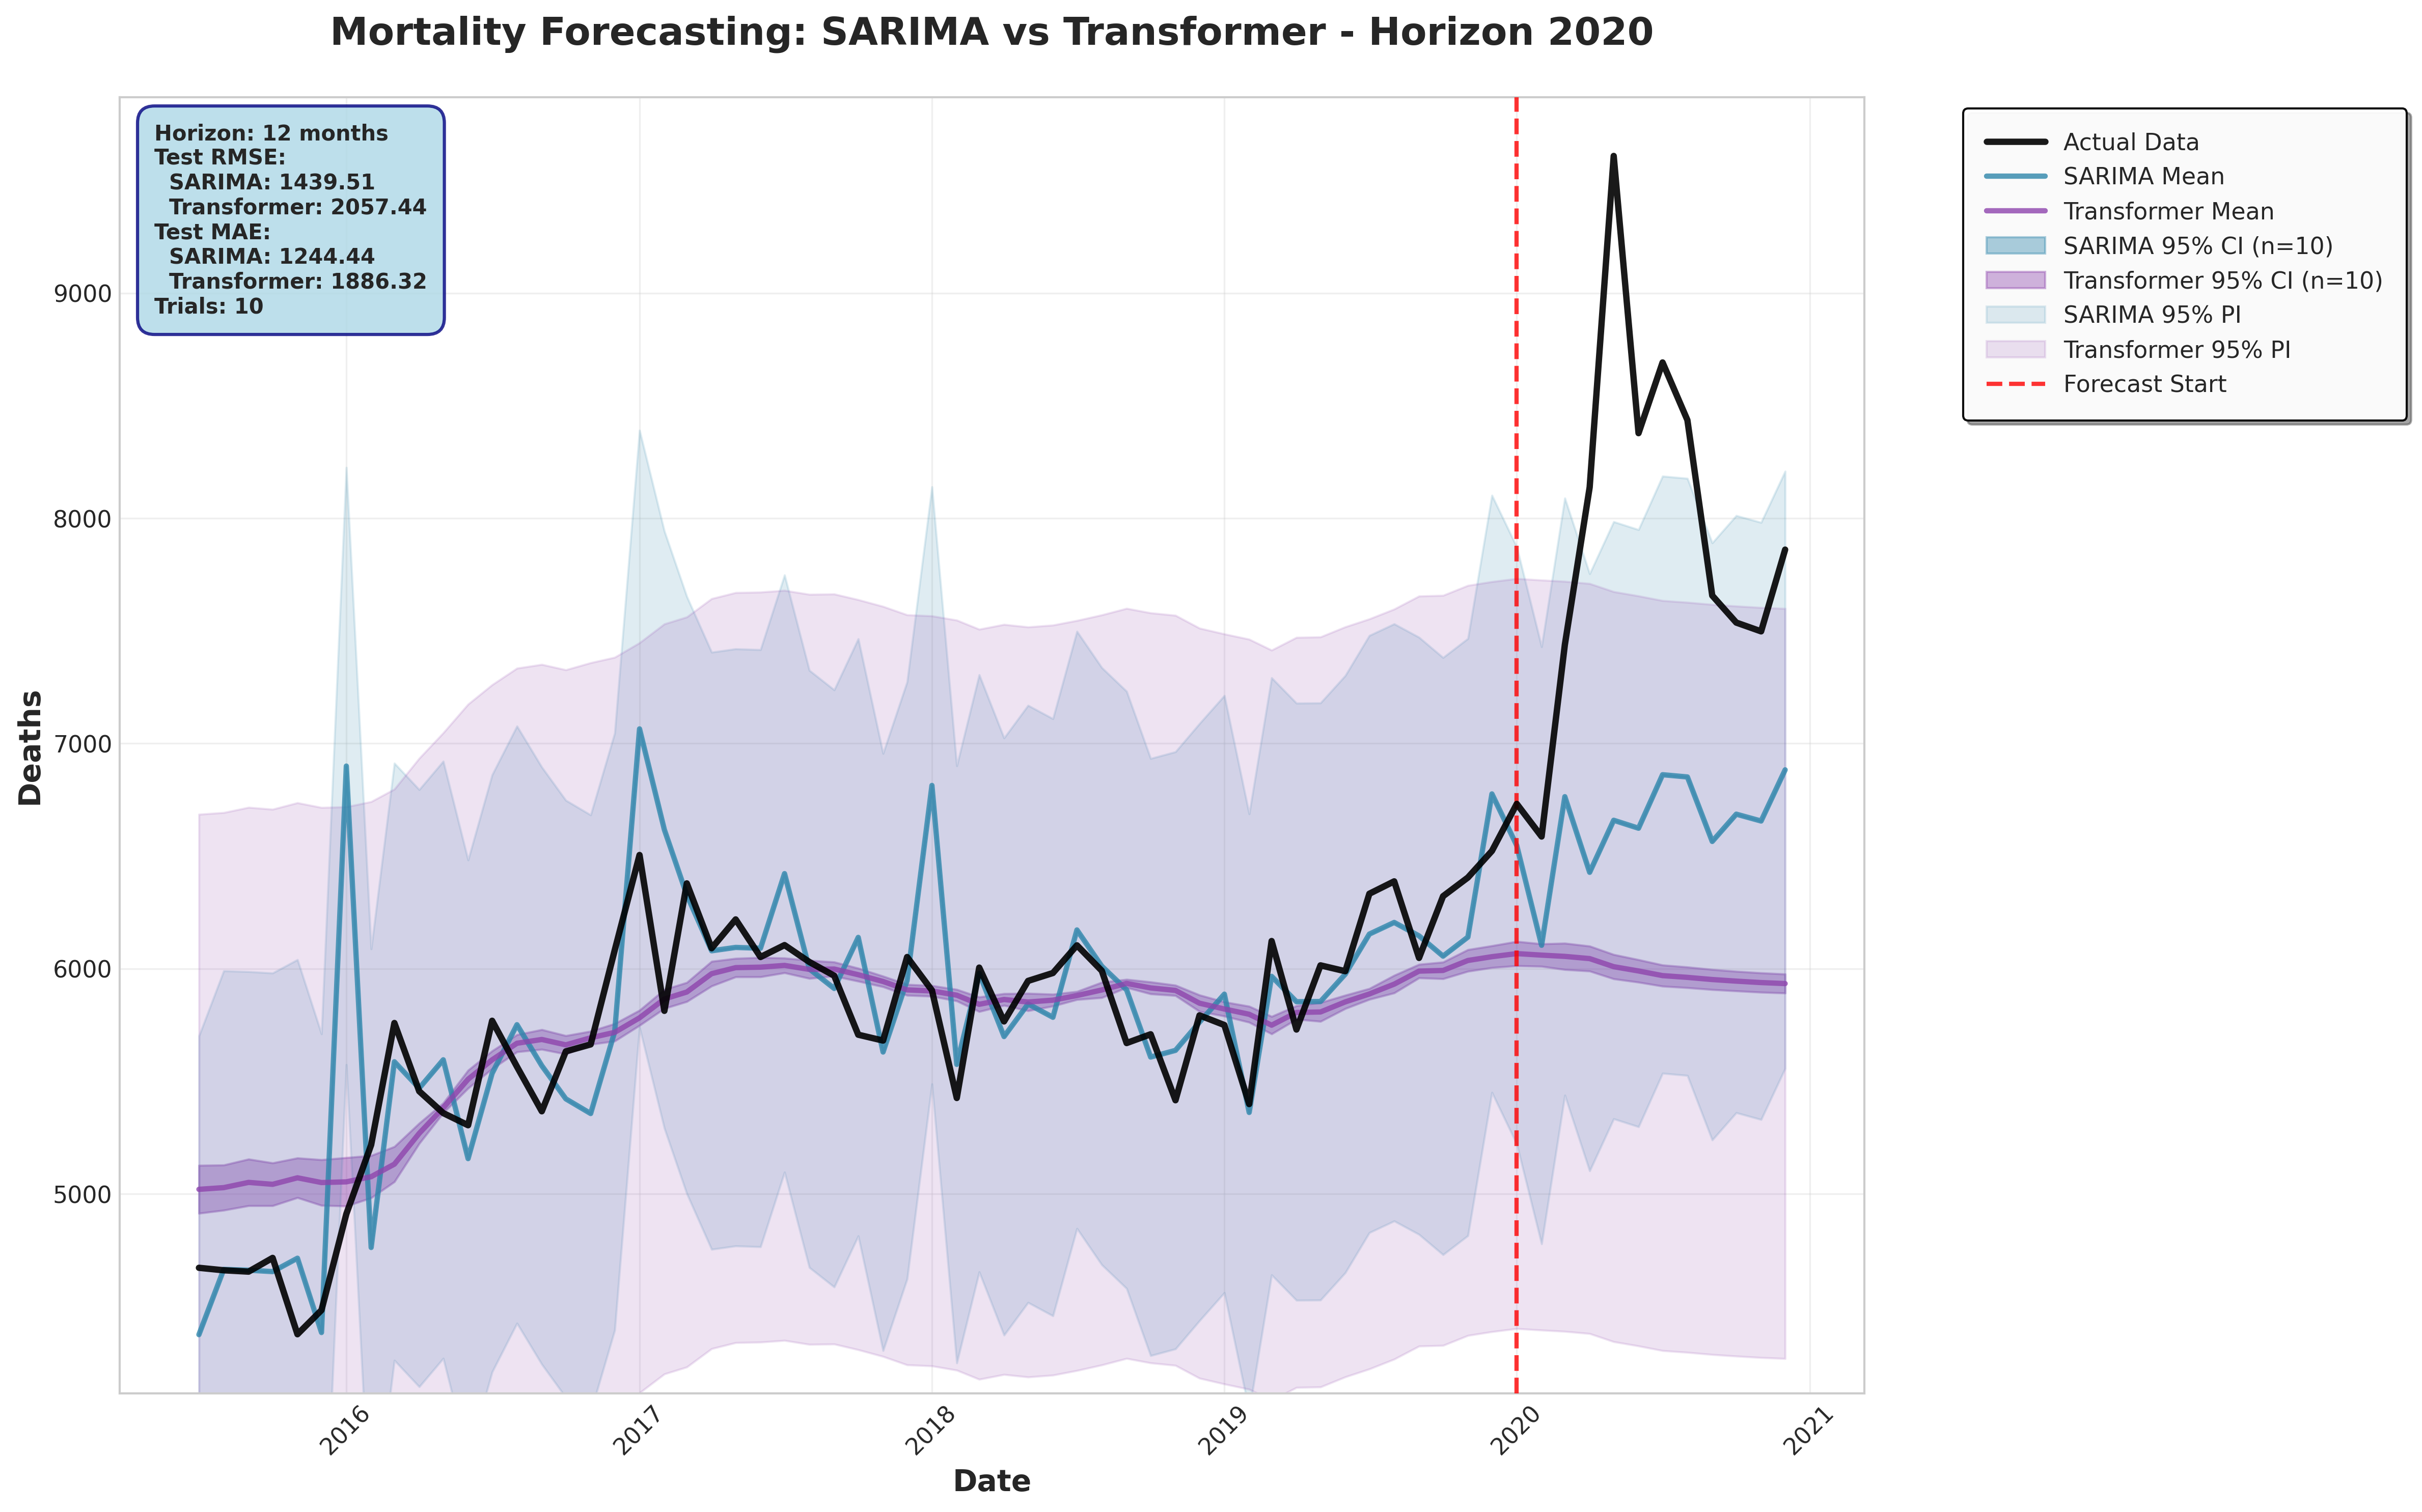 Mortality Forecasting: SARIMA vs Transformer - Horizon 2020
Horizon: 12 months
Test RMSE:
SARIMA: 1439.51
Transformer: 2057.44
Test MAE:
SARIMA: 1244.44
Transformer: 1886.32
Trials: 10
Actual Data
SARIMA Mean
Transformer Mean
SARIMA 95% CI (n=10)
Transformer 95% CI (n=10)
SARIMA 95% PI
Transformer 95% PI
Forecast Start
Deaths
9000
8000
7000
6000
5000
2016
2017
2018
2019
2020
2021
Date